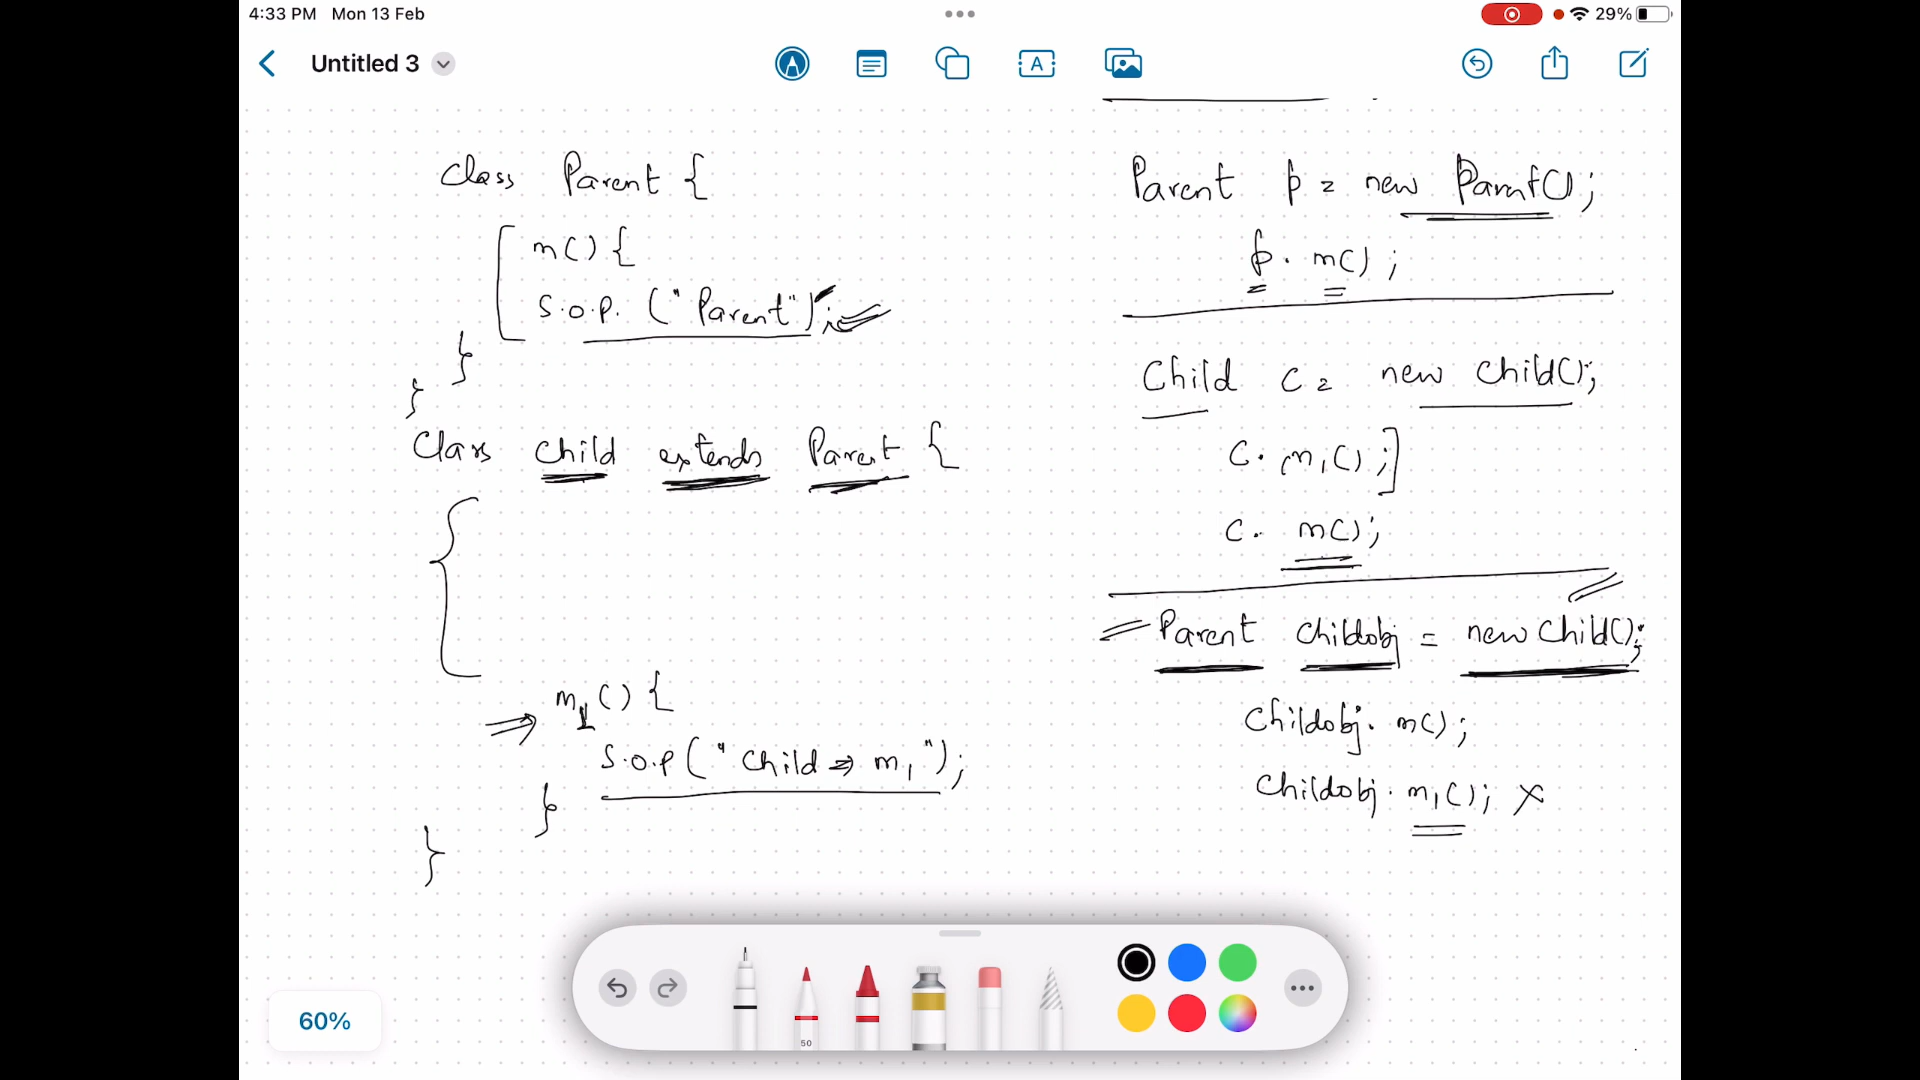 4:33 PM Mon 13 Feb
29%
Untitled 3
A
class Parent {
m() {
S.o.p. ("Parent");
}
}
Class Child extends Parent {
{
m1() {
S.o.p ("Child => m1");
}
}
Parent p = new Parent();
p. m();
Child c = new Child();
C. m1();]
C. m();
Parent Childobj = new Child();
Childobj. m();
Childobj. m1(); X
50
60%